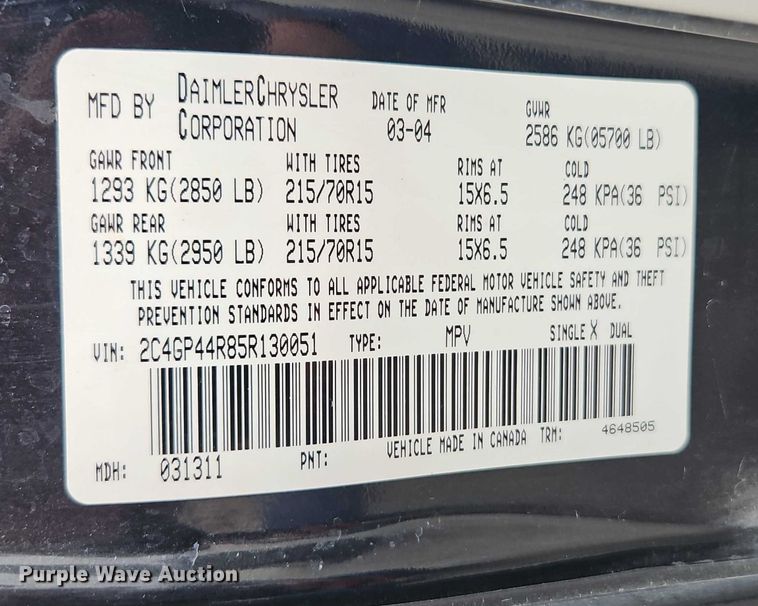 MFD BY DAIMLERCHRYSLER CORPORATION DATE OF MFR 03-04 GVWR 2586 KG(05700 LB)
GAWR FRONT WITH TIRES RIMS AT COLD
1293 KG(2850 LB) 215/70R15 15X6.5 248 KPA(36 PSI)
GAWR REAR WITH TIRES RIMS AT COLD
1339 KG(2950 LB) 215/70R15 15X6.5 248 KPA(36 PSI)
THIS VEHICLE CONFORMS TO ALL APPLICABLE FEDERAL MOTOR VEHICLE SAFETY AND THEFT
PREVENTION STANDARDS IN EFFECT ON THE DATE OF MANUFACTURE SHOWN ABOVE.
VIN: 2C4GP44R85R130051 TYPE: MPV SINGLE X DUAL
MDH: 031311 PNT: VEHICLE MADE IN CANADA TRM: 4648505
Purple Wave Auction